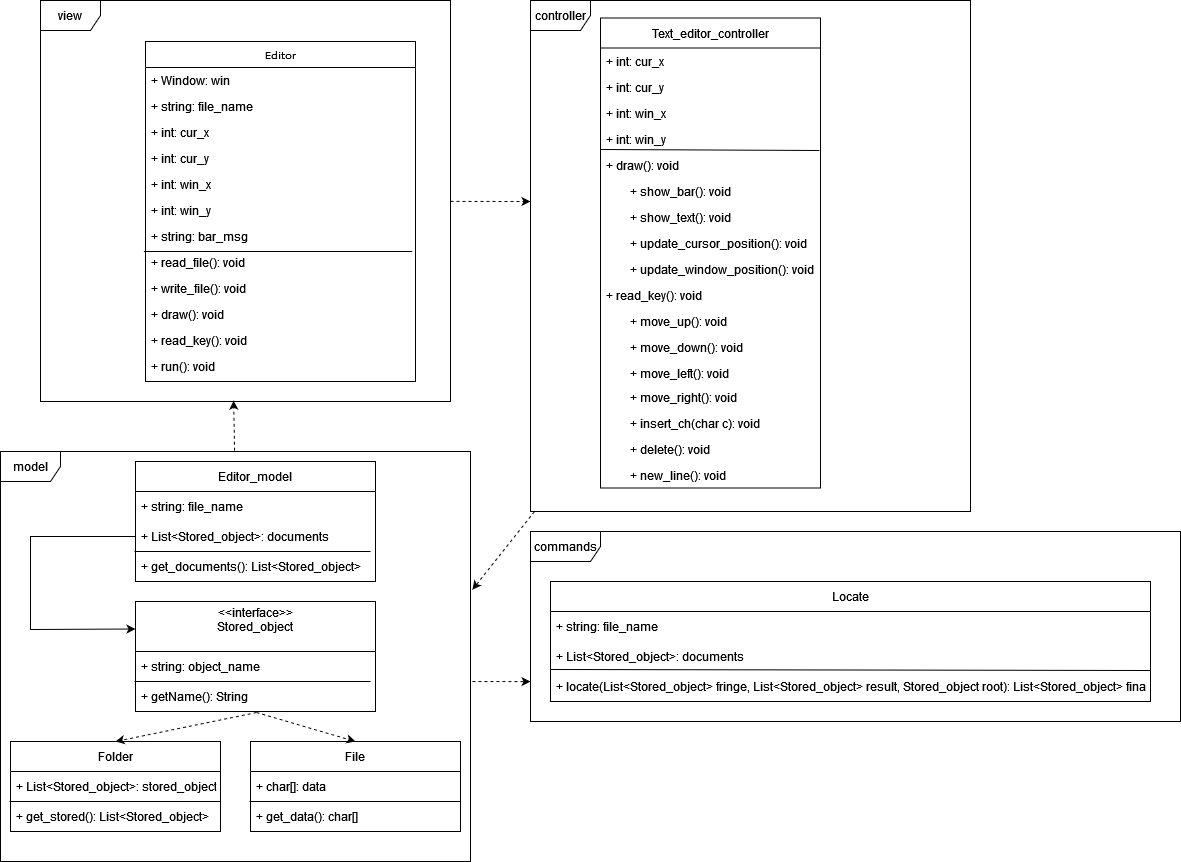 view
Editor
+ Window: win
+ string: file_name
+ int: cur_x
+ int: cur_y
+ int: win_x
+ int: win_y
+ string: bar_msg
+ read_file(): void
+ write_file(): void
+ draw(): void
+ read_key(): void
+ run(): void
controller
Text_editor_controller
+ int: cur_x
+ int: cur_y
+ int: win_x
+ int: win_y
+ draw(): void
+ show_bar(): void
+ show_text(): void
+ update_cursor_position(): void
+ update_window_position(): void
+ read_key(): void
+ move_up(): void
+ move_down(): void
+ move_left(): void
+ move_right(): void
+ insert_ch(char c): void
+ delete(): void
+ new_line(): void
model
Editor_model
+ string: file_name
+ List<Stored_object>: documents
+ get_documents(): List<Stored_object>
<<interface>>
Stored_object
+ string: object_name
+ getName(): String
Folder
+ List<Stored_object>: stored_object
+ get_stored(): List<Stored_object>
File
+ char[]: data
+ get_data(): char[]
commands
Locate
+ string: file_name
+ List<Stored_object>: documents
+ locate(List<Stored_object> fringe, List<Stored_object> result, Stored_object root): List<Stored_object> fina